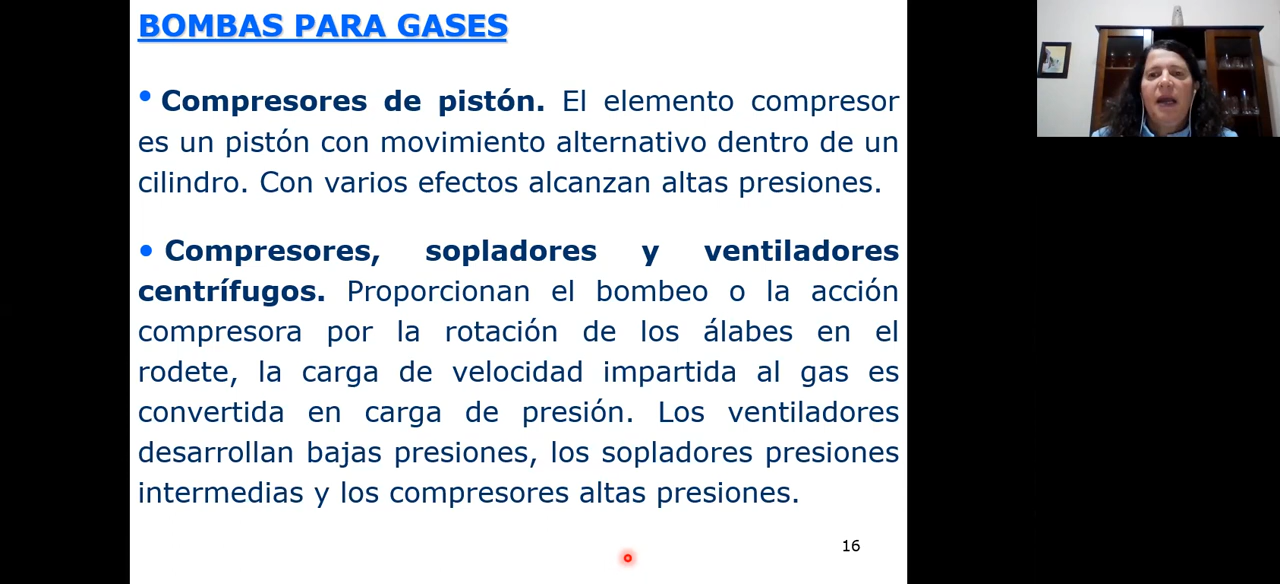 BOMBAS PARA GASES
• Compresores de pistón. El elemento compresor
es un pistón con movimiento alternativo dentro de un
cilindro. Con varios efectos alcanzan altas presiones.
• Compresores, sopladores y ventiladores
centrífugos. Proporcionan el bombeo o la acción
compresora por la rotación de los álabes en el
rodete, la carga de velocidad impartida al gas es
convertida en carga de presión. Los ventiladores
desarrollan bajas presiones, los sopladores presiones
intermedias y los compresores altas presiones.
16